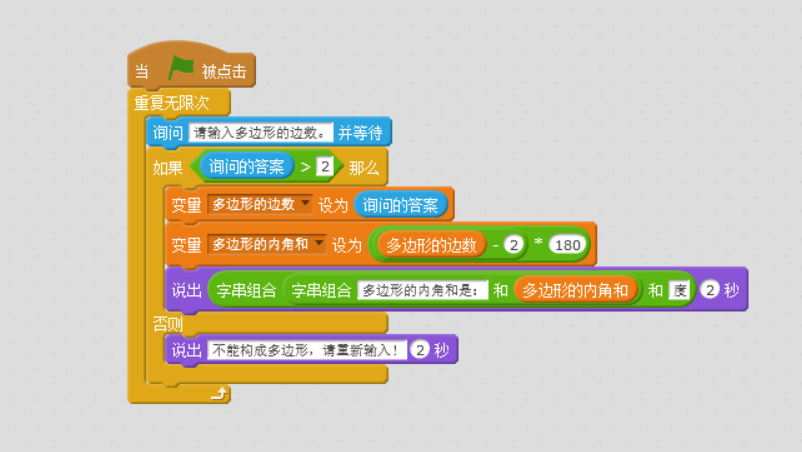 当 被点击
重复无限次
询问 请输入多边形的边数。 并等待
如果 询问的答案 > 2 那么
变量 多边形的边数 设为 询问的答案
变量 多边形的内角和 设为 多边形的边数 - 2 * 180
说出 字串组合 字串组合 多边形的内角和是: 和 多边形的内角和 和 度 2 秒
否则
说出 不能构成多边形，请重新输入! 2 秒